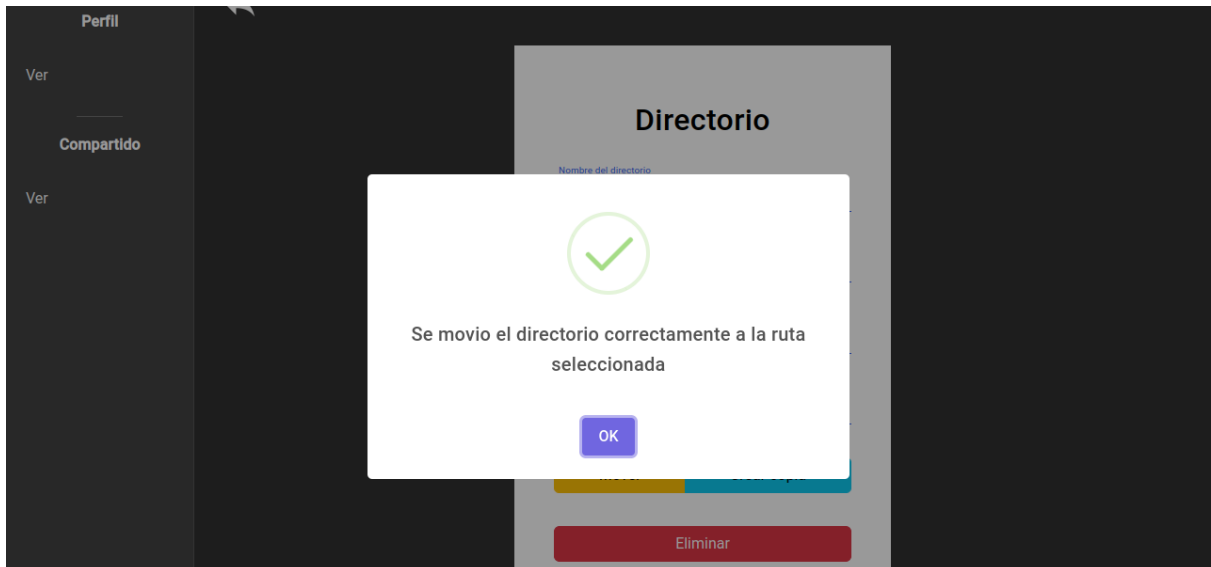 Perfil
Ver
Compartido
Ver
Directorio
Nombre del directorio
Se movio el directorio correctamente a la ruta
seleccionada
OK
Eliminar